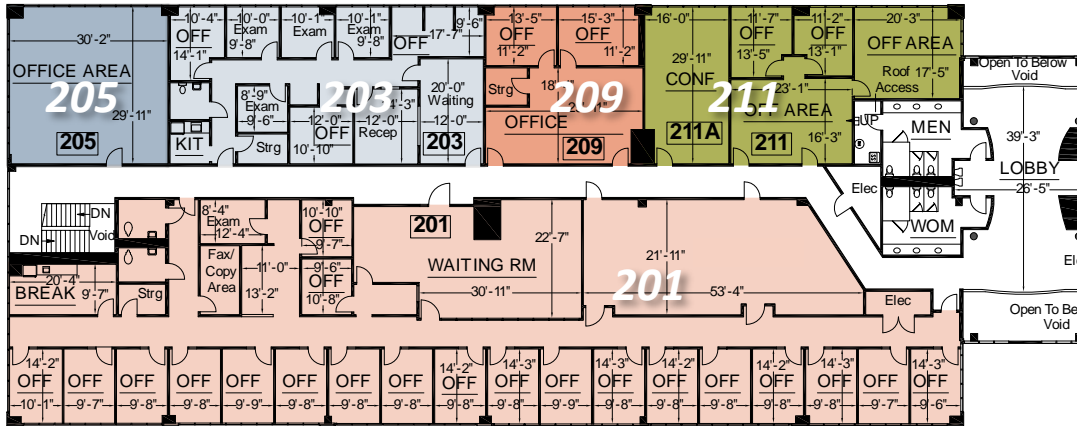 30'-2"
OFFICE AREA
205
29'-11"
205
10'-4"
OFF
14'-1"
10'-0"
Exam
9'-8"
10'-1"
Exam
10'-1"
Exam
9'-8"
OFF
17'-7"
9'-6"
KIT
8'-9"
Exam
9'-6"
Strg
203
12'-0"
OFF
10'-10"
12'-0"
Recep
20'-0"
Waiting
12'-0"
203
13'-5"
OFF
11'-2"
15'-3"
OFF
11'-2"
Strg
209
OFFICE
209
16'-0"
29'-11"
CONF
211A
11'-7"
OFF
13'-5"
11'-2"
OFF
13'-1"
20'-3"
OFF AREA
Roof
Access
17'-5"
211
23'-1"
OFF AREA
211
16'-3"
UP
MEN
Elec
WOM
Open To Below
Void
39'-3"
LOBBY
26'-5"
Open To Be
Void
DN
DN
Void
20'-4"
BREAK
9'-7"
Strg
8'-4"
Exam
12'-4"
Fax/
Copy
Area
11'-0"
13'-2"
10'-10"
OFF
9'-7"
9'-6"
OFF
10'-8"
201
22'-7"
WAITING RM
30'-11"
21'-11"
201
53'-4"
Elec
14'-2"
OFF
10'-1"
OFF
9'-7"
OFF
9'-8"
OFF
9'-8"
OFF
9'-9"
OFF
9'-8"
OFF
9'-8"
OFF
9'-8"
14'-2"
OFF
9'-8"
14'-3"
OFF
9'-8"
OFF
9'-9"
14'-3"
OFF
9'-8"
14'-2"
OFF
9'-8"
OFF
9'-8"
14'-2"
OFF
9'-8"
14'-3"
OFF
9'-8"
OFF
9'-7"
14'-3"
OFF
9'-6"